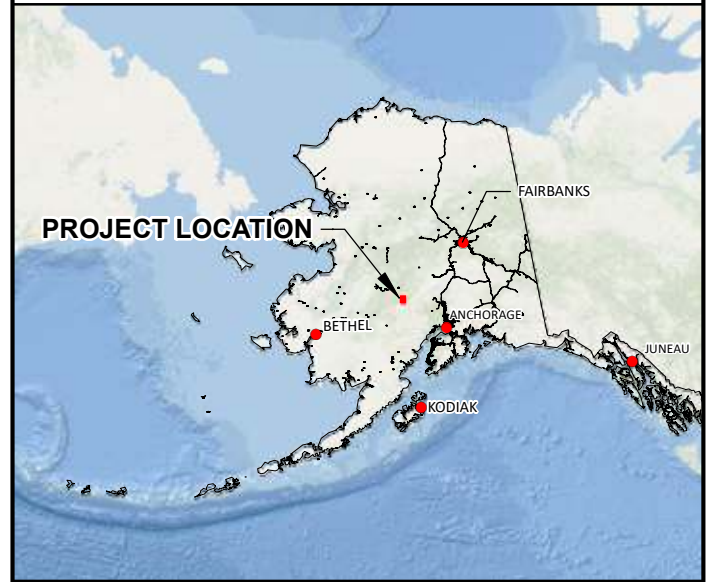 FAIRBANKS
PROJECT LOCATION
ANCHORAGE
BETHEL
JUNEAU
KODIAK